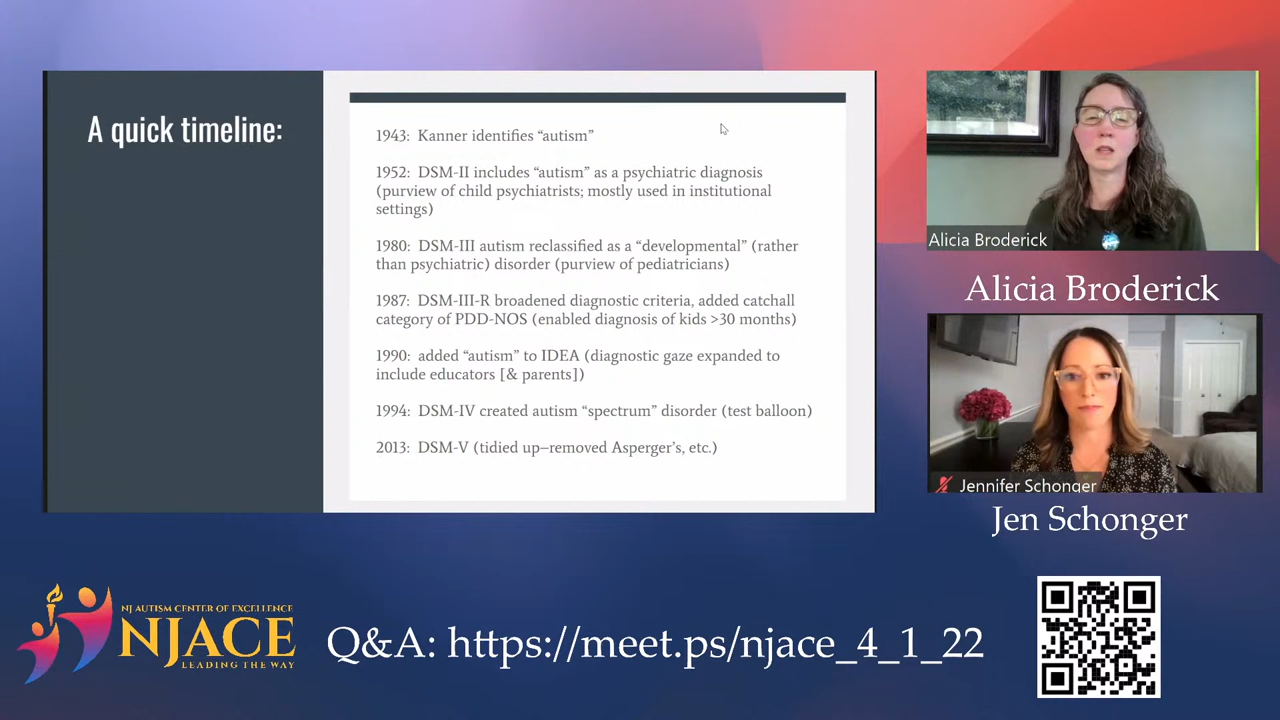 A quick timeline:
1943: Kanner identifies “autism”
1952: DSM-II includes “autism” as a psychiatric diagnosis
(purview of child psychiatrists; mostly used in institutional
settings)
1980: DSM-III autism reclassified as a “developmental” (rather
than psychiatric) disorder (purview of pediatricians)
1987: DSM-III-R broadened diagnostic criteria, added catchall
category of PDD-NOS (enabled diagnosis of kids >30 months)
1990: added “autism” to IDEA (diagnostic gaze expanded to
include educators [& parents])
1994: DSM-IV created autism “spectrum” disorder (test balloon)
2013: DSM-V (tidied up—removed Asperger’s, etc.)
Alicia Broderick
Alicia Broderick
Jennifer Schonger
Jen Schonger
NJ AUTISM CENTER OF EXCELLENCE
NJACE
LEADING THE WAY
Q&A: https://meet.ps/njace_4_1_22